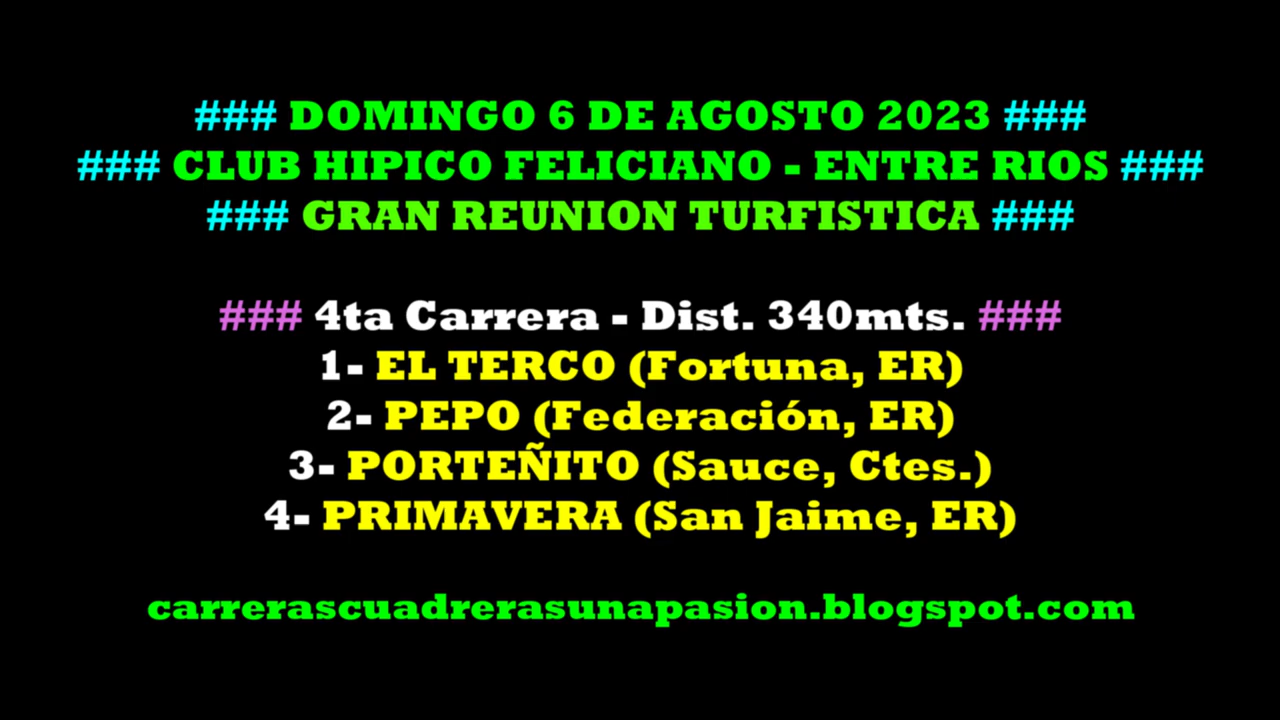 ### DOMINGO 6 DE AGOSTO 2023 ###
### CLUB HIPICO FELICIANO - ENTRE RIOS ###
### GRAN REUNION TURFISTICA ###
### 4ta Carrera - Dist. 340mts. ###
1- EL TERCO (Fortuna, ER)
2- PEPO (Federación, ER)
3- PORTEÑITO (Sauce, Ctes.)
4- PRIMAVERA (San Jaime, ER)
carrerascuadrerasunapasion.blogspot.com